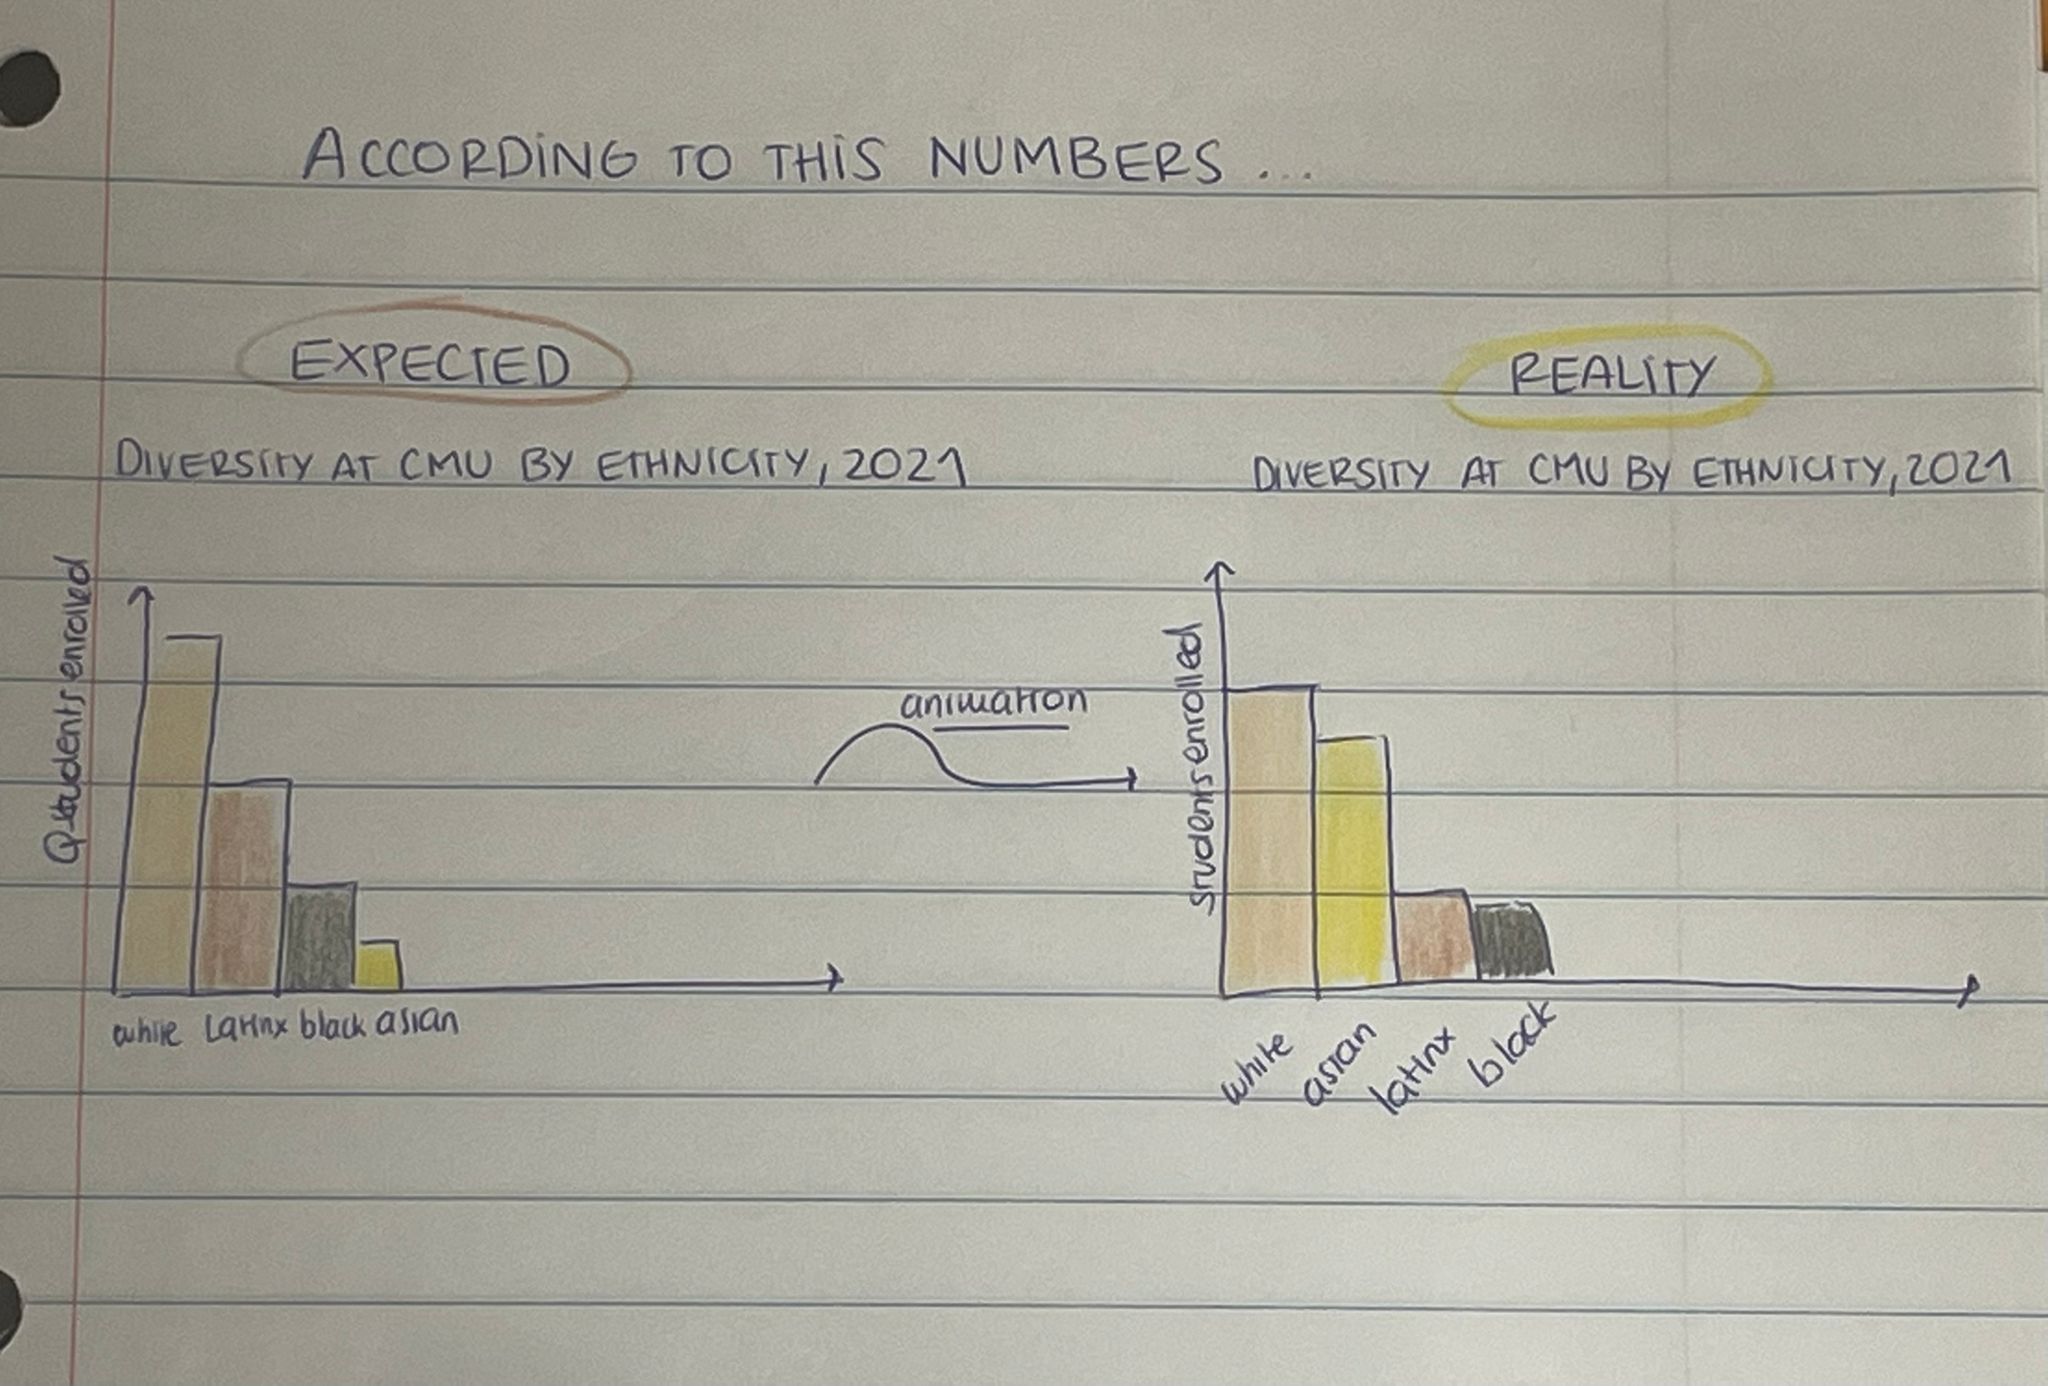 ACCORDING TO THIS NUMBERS ...
EXPECTED
DIVERSITY AT CMU BY ETHNICITY, 2021
students enrolled
white Latinx black asian
animation
REALITY
DIVERSITY AT CMU BY ETHNICITY, 2021
students enrolled
white
asian
latinx
black